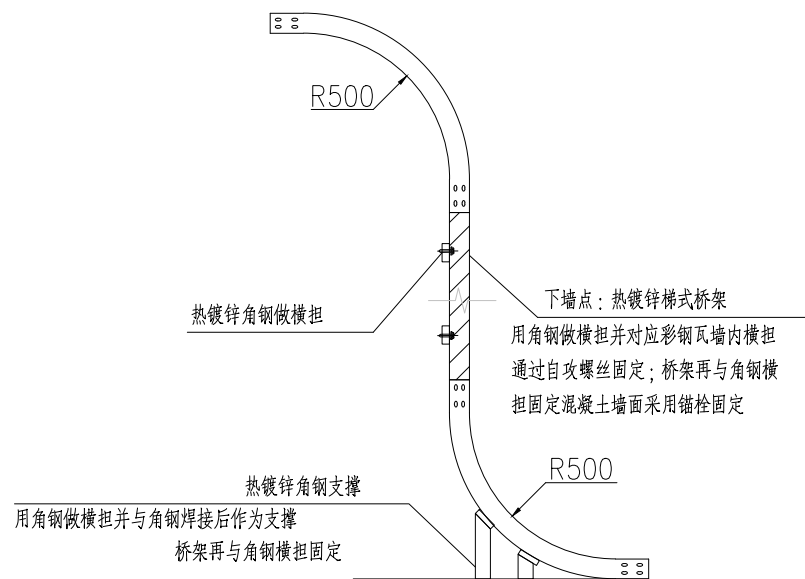 R500
热镀锌角钢做横担
下墙点：热镀锌梯式桥架
用角钢做横担并对应彩钢瓦墙内横担
通过自攻螺丝固定；桥架再与角钢横
担固定混凝土墙面采用锚栓固定
R500
热镀锌角钢支撑
用角钢做横担并与角钢焊接后作为支撑
桥架再与角钢横担固定